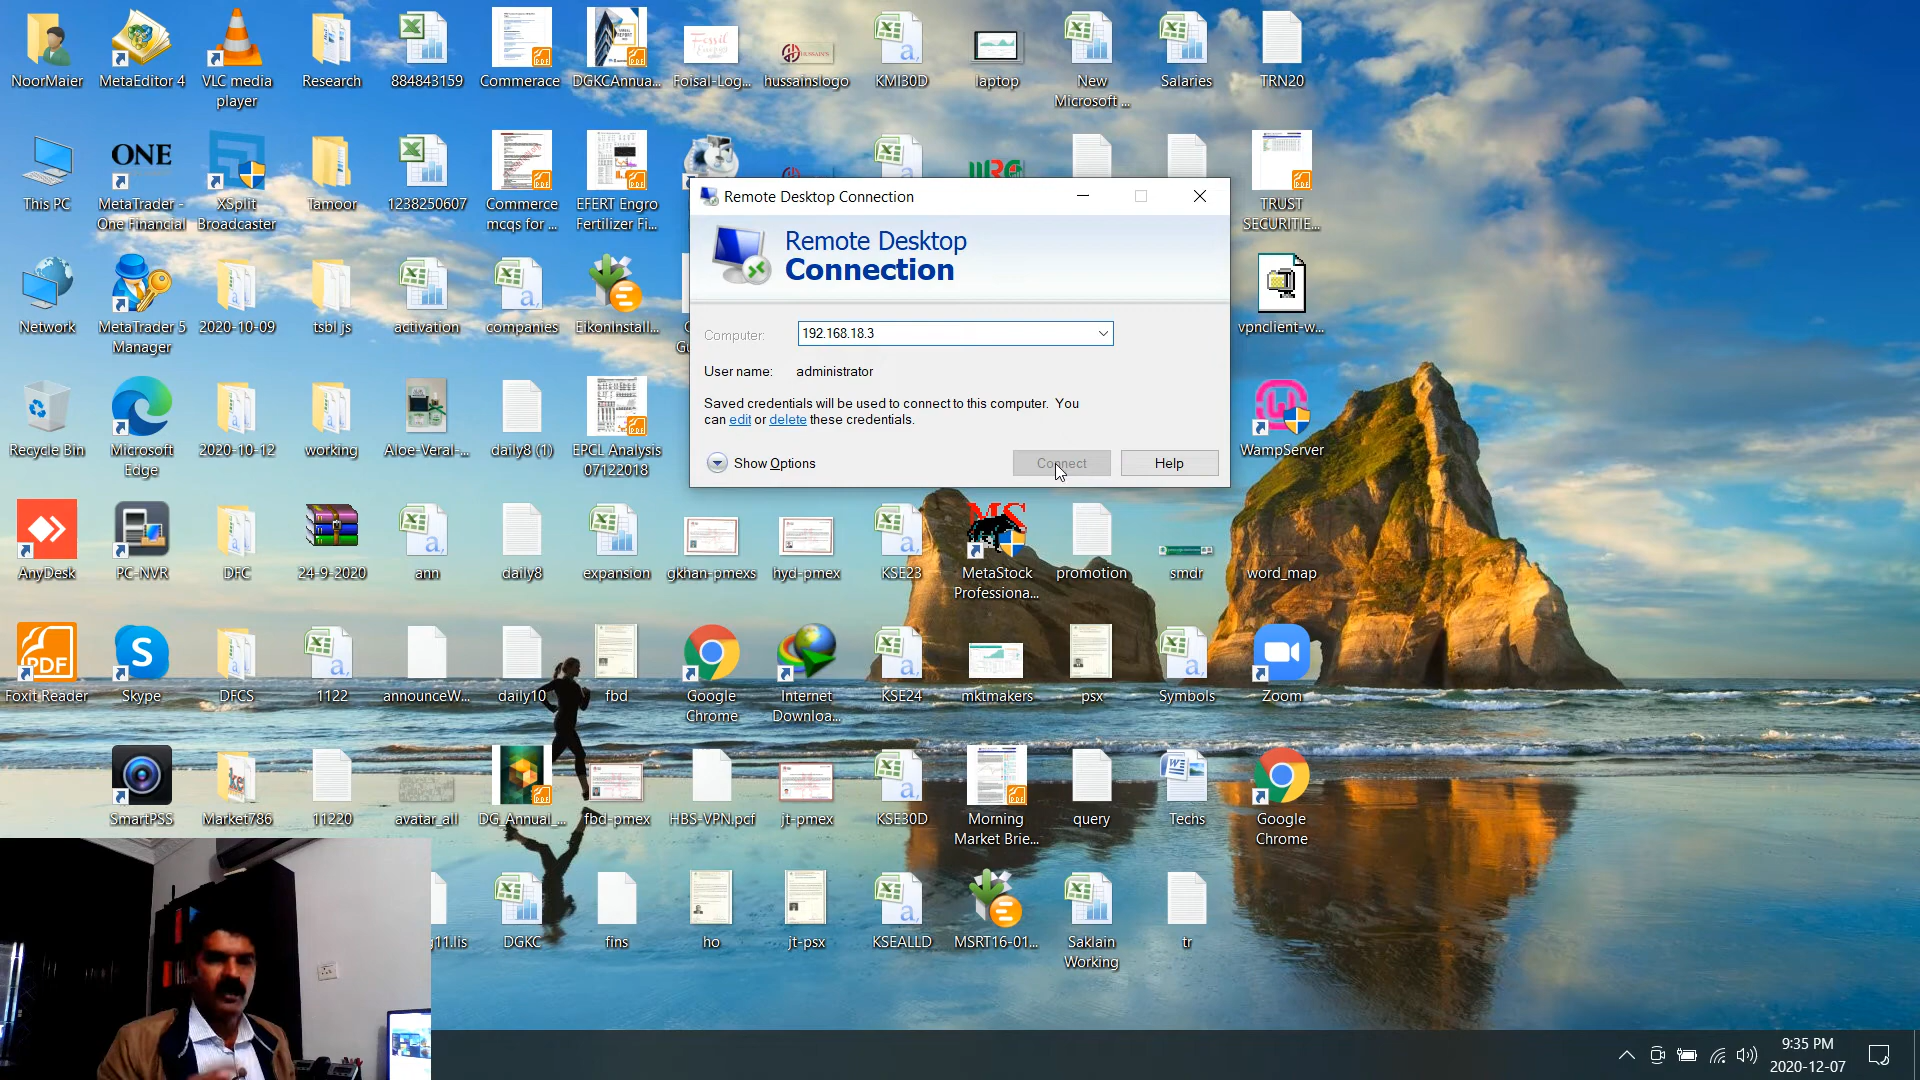 NoorMaier
MetaEditor 4
VLC media
player
Research
884843159
Commerace
DGKCAnnua...
Foisal-Log...
hussainslogo
KMI30D
laptop
New
Microsoft ...
Salaries
TRN20
This PC
ONE
MetaTrader -
One Financial
XSplit
Broadcaster
Tamoor
1238250607
Commerce
mcqs for ...
EFERT Engro
Fertilizer Fi...
TRUST
SECURITIE...
Remote Desktop Connection
Remote Desktop
Connection
Computer:
192.168.18.3
User name:
administrator
Saved credentials will be used to connect to this computer. You
can edit or delete these credentials.
Show Options
Connect
Help
Network
MetaTrader 5
Manager
2020-10-09
tsbl js
activation
companies
EikonInstall...
vpnclient-w...
Recycle Bin
Microsoft
Edge
2020-10-12
working
Aloe-Veral-...
daily8 (1)
EPCL Analysis
07122018
WampServer
AnyDesk
PC-NVR
DFC
24-9-2020
ann
daily8
expansion
gkhan-pmexs
hyd-pmex
KSE23
MS
MetaStock
Professiona...
promotion
smdr
word_map
PDF
Foxit Reader
Skype
DFCS
1122
announceW...
daily10
fbd
Google
Chrome
Internet
Downloa...
KSE24
mktmakers
psx
Symbols
Zoom
SmartPSS
Market786
11220
avatar_all
DG_Annual_...
fbd-pmex
HBS-VPN.pcf
jt-pmex
KSE30D
Morning
Market Brie...
query
Techs
Google
Chrome
g11.lis
DGKC
fins
ho
jt-psx
KSEALLD
MSRT16-01...
Saklain
Working
tr
9:35 PM
2020-12-07